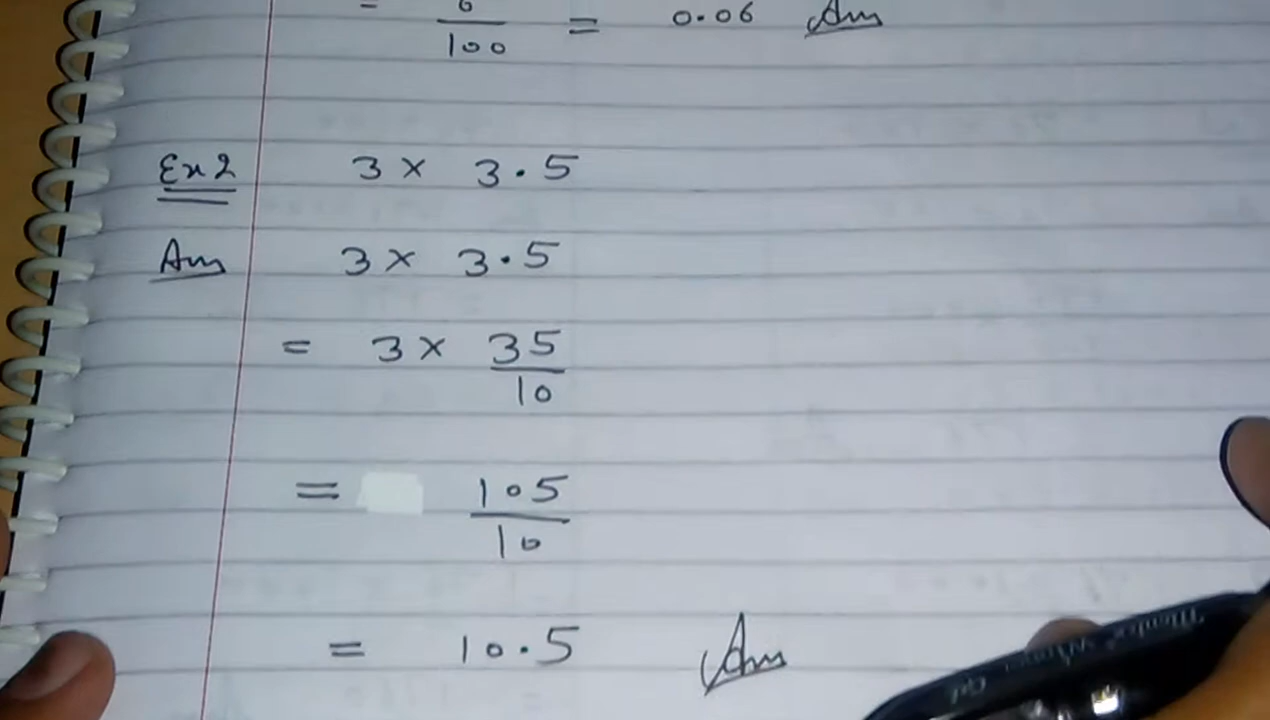 = 6/100 = 0.06 Ans
Ex 2 3 × 3.5
Ans 3 × 3.5
= 3 × 35/10
= 105/10
= 10.5 Ans